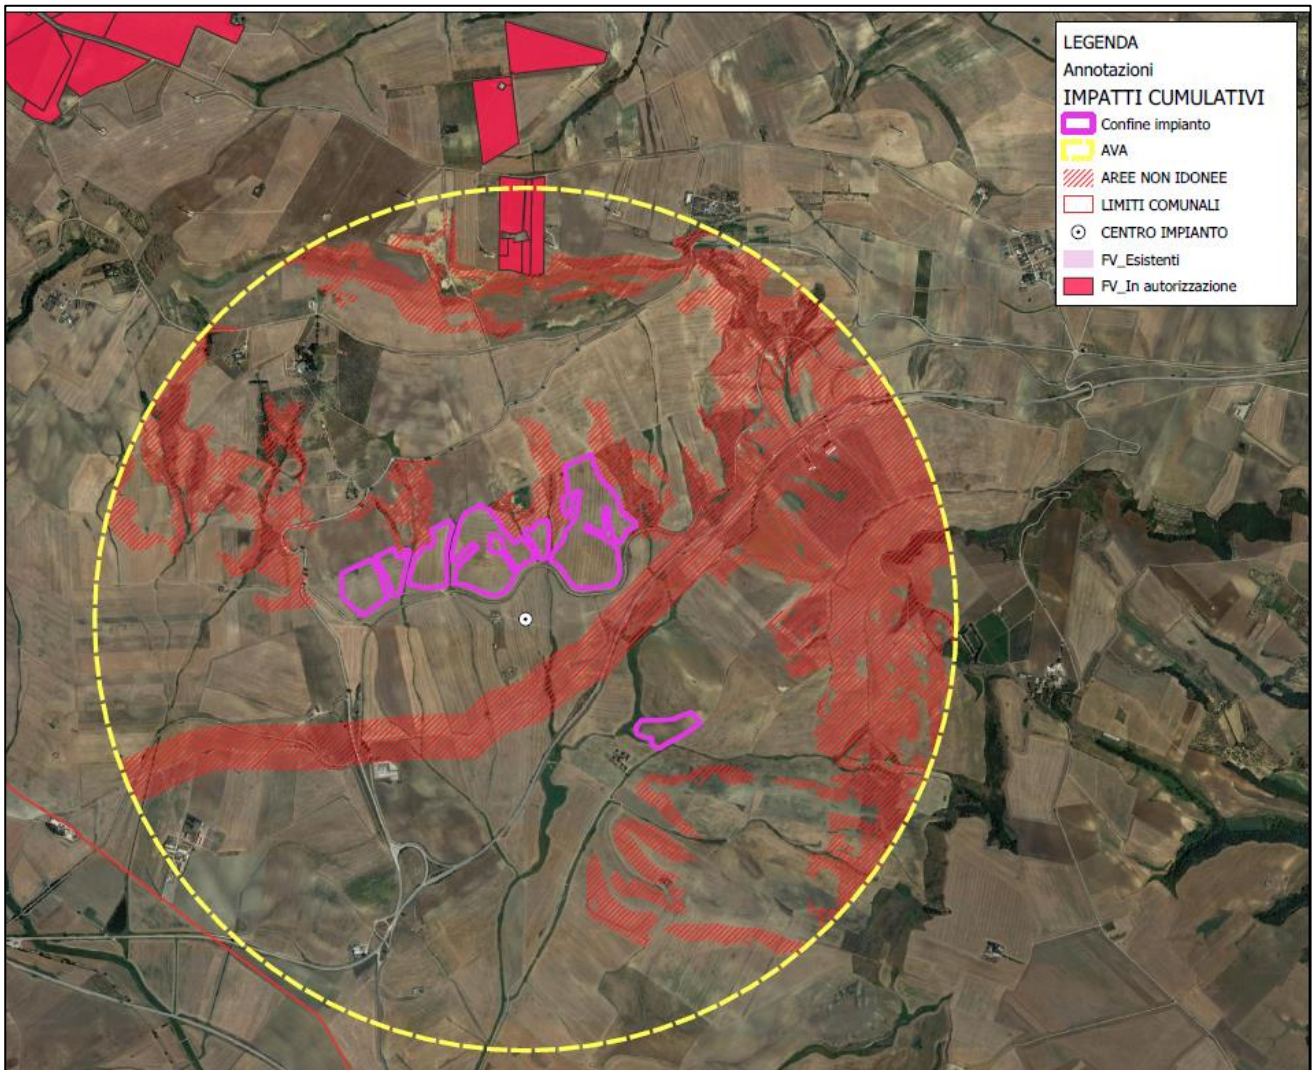 LEGENDA
Annotazioni
IMPATTI CUMULATIVI
Confine impianto
AVA
AREE NON IDONEE
LIMITI COMUNALI
CENTRO IMPIANTO
FV_Esistenti
FV_In autorizzazione